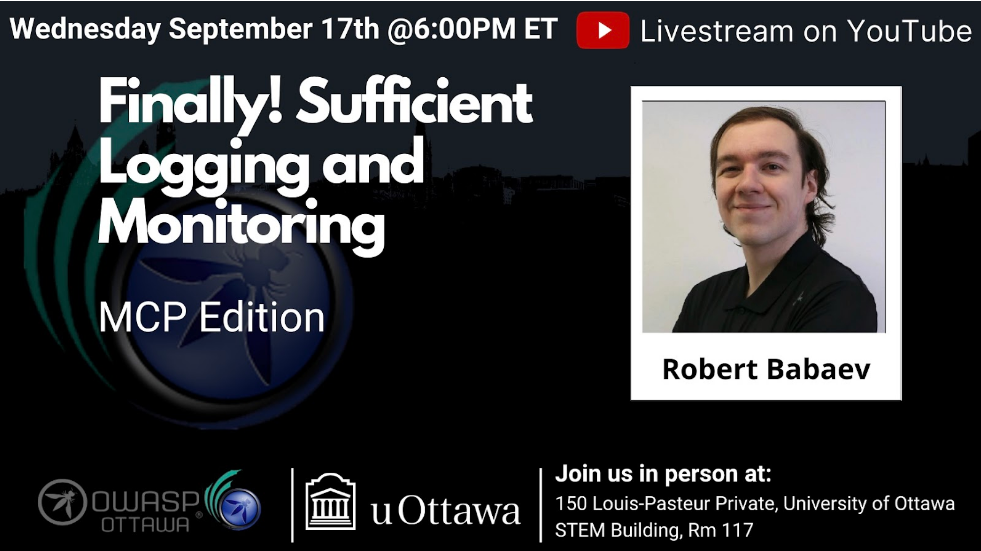 Wednesday September 17th @6:00PM ET
Livestream on YouTube
Finally! Sufficient
Logging and
Monitoring
MCP Edition
Robert Babaev
OWASP
OTTAWA
uOttawa
Join us in person at:
150 Louis-Pasteur Private, University of Ottawa
STEM Building, Rm 117